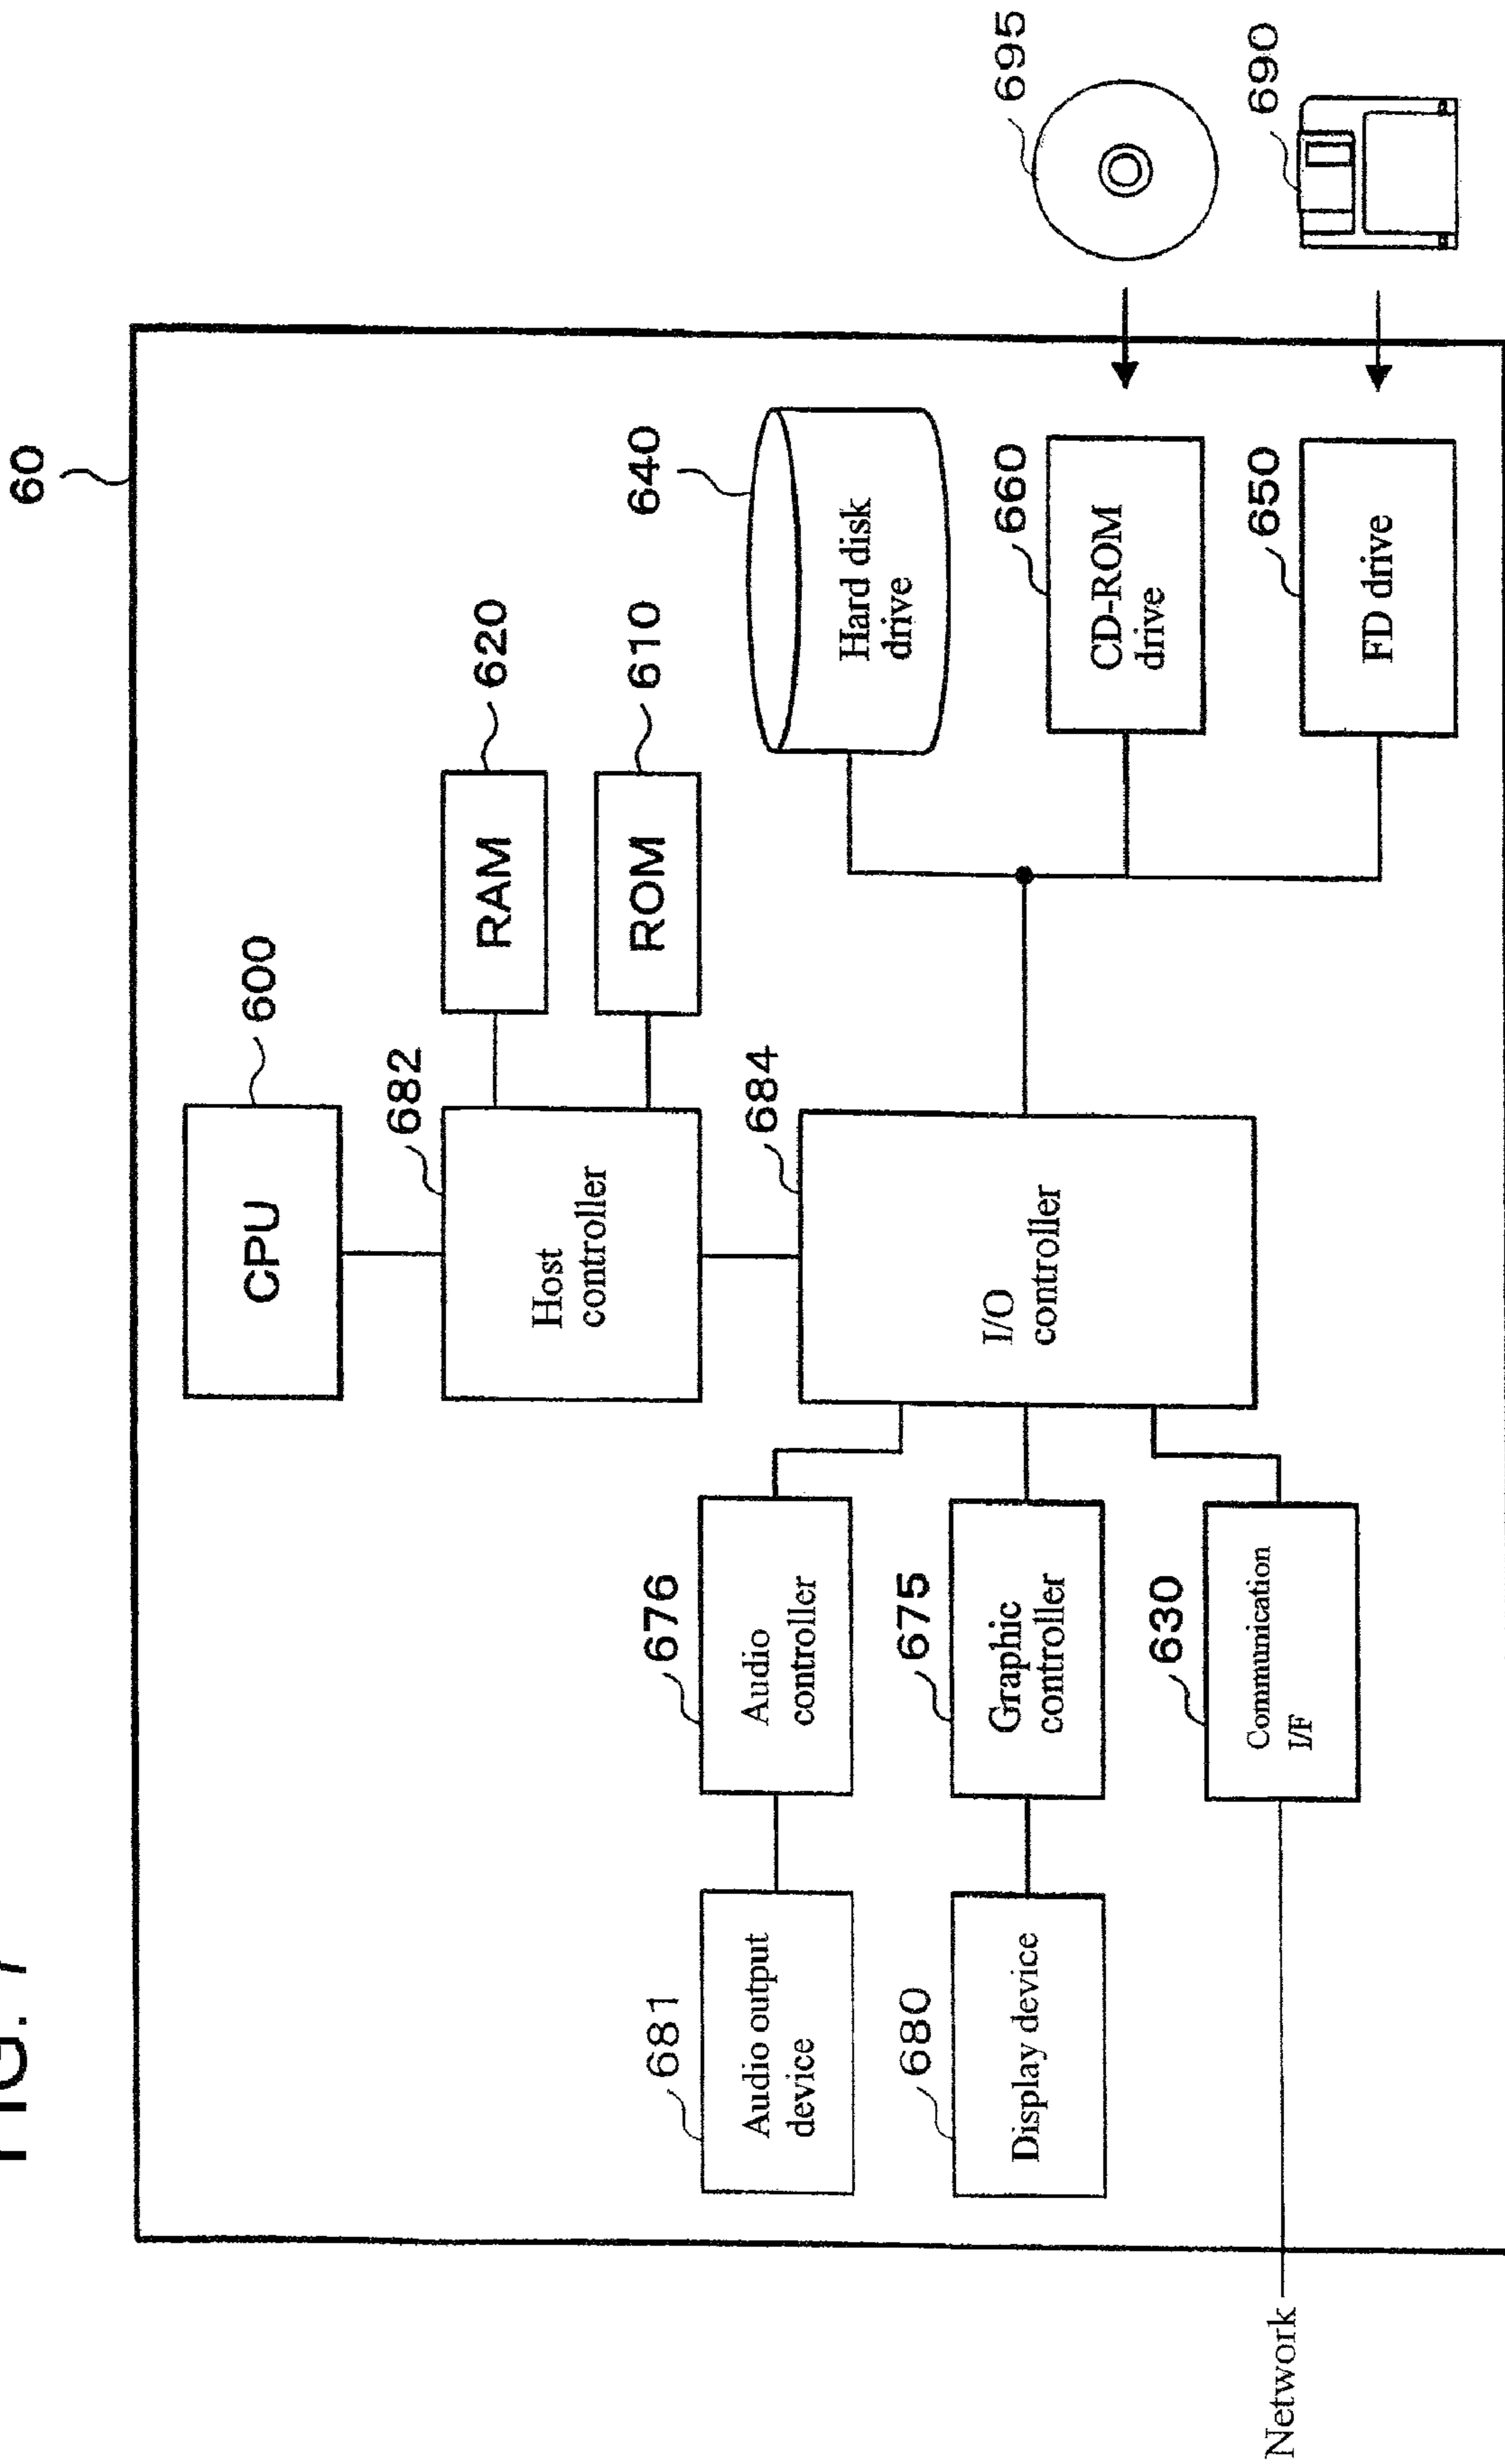 FIG. 7
60
CPU
600
682
Host
controller
RAM
620
ROM
610
684
I/O
controller
Hard disk
drive
640
695
CD-ROM
drive
660
690
FD drive
650
676
Audio
controller
681
Audio output
device
675
Graphic
controller
680
Display device
630
Communication
I/F
Network